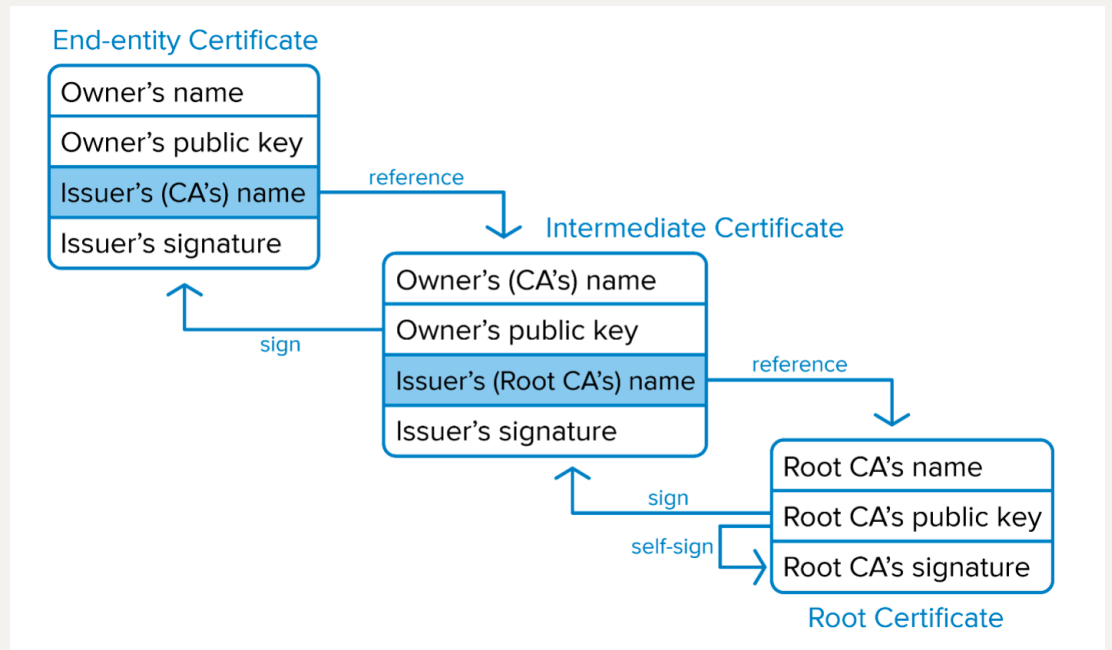 End-entity Certificate
Owner’s name
Owner’s public key
Issuer’s (CA’s) name
Issuer’s signature
reference
sign
Intermediate Certificate
Owner’s (CA’s) name
Owner’s public key
Issuer’s (Root CA’s) name
Issuer’s signature
reference
sign
self-sign
Root CA’s name
Root CA’s public key
Root CA’s signature
Root Certificate